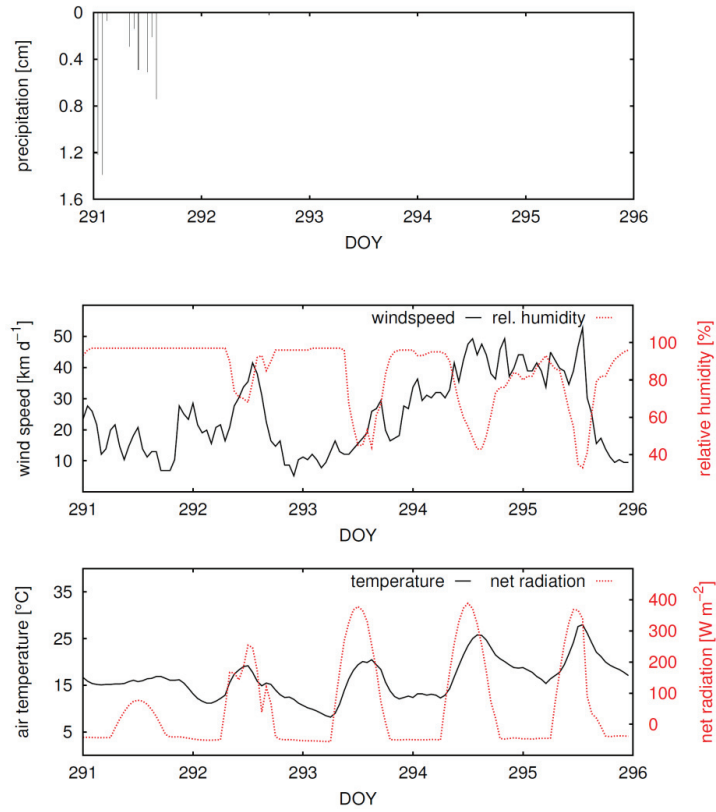 0
0.4
0.8
1.2
1.6
precipitation [cm]
291 292 293 294 295 296
DOY
windspeed rel. humidity
50
40
30
20
10
wind speed [km d⁻¹]
100
80
60
40
relative humidity [%]
291 292 293 294 295 296
DOY
temperature net radiation
35
25
15
5
air temperature [°C]
400
300
200
100
0
net radiation [W m⁻²]
291 292 293 294 295 296
DOY